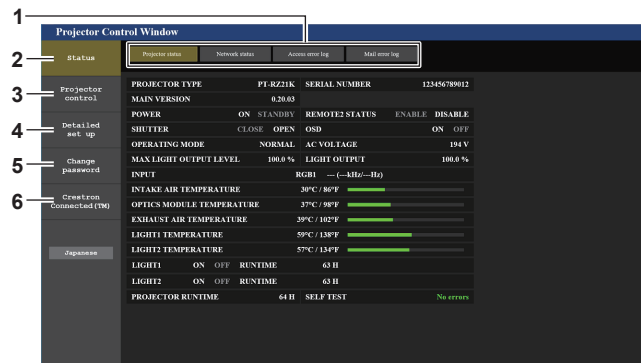 1
Projector Control Window
2
Status
Projector status Network status Access error log Mail error log
3
Projector control
4
Detailed set up
5
Change password
6
Crestron Connected(TM)
Japanese
PROJECTOR TYPE PT-RZ21K SERIAL NUMBER 123456789012
MAIN VERSION 0.20.03
POWER ON STANDBY REMOTE2 STATUS ENABLE DISABLE
SHUTTER CLOSE OPEN OSD ON OFF
OPERATING MODE NORMAL AC VOLTAGE 194 V
MAX LIGHT OUTPUT LEVEL 100.0 % LIGHT OUTPUT 100.0 %
INPUT RGB1 --- (---kHz/---Hz)
INTAKE AIR TEMPERATURE 30°C / 86°F
OPTICS MODULE TEMPERATURE 37°C / 98°F
EXHAUST AIR TEMPERATURE 39°C / 102°F
LIGHT1 TEMPERATURE 59°C / 138°F
LIGHT2 TEMPERATURE 57°C / 134°F
LIGHT1 ON OFF RUNTIME 63 H
LIGHT2 ON OFF RUNTIME 63 H
PROJECTOR RUNTIME 64 H SELF TEST No errors